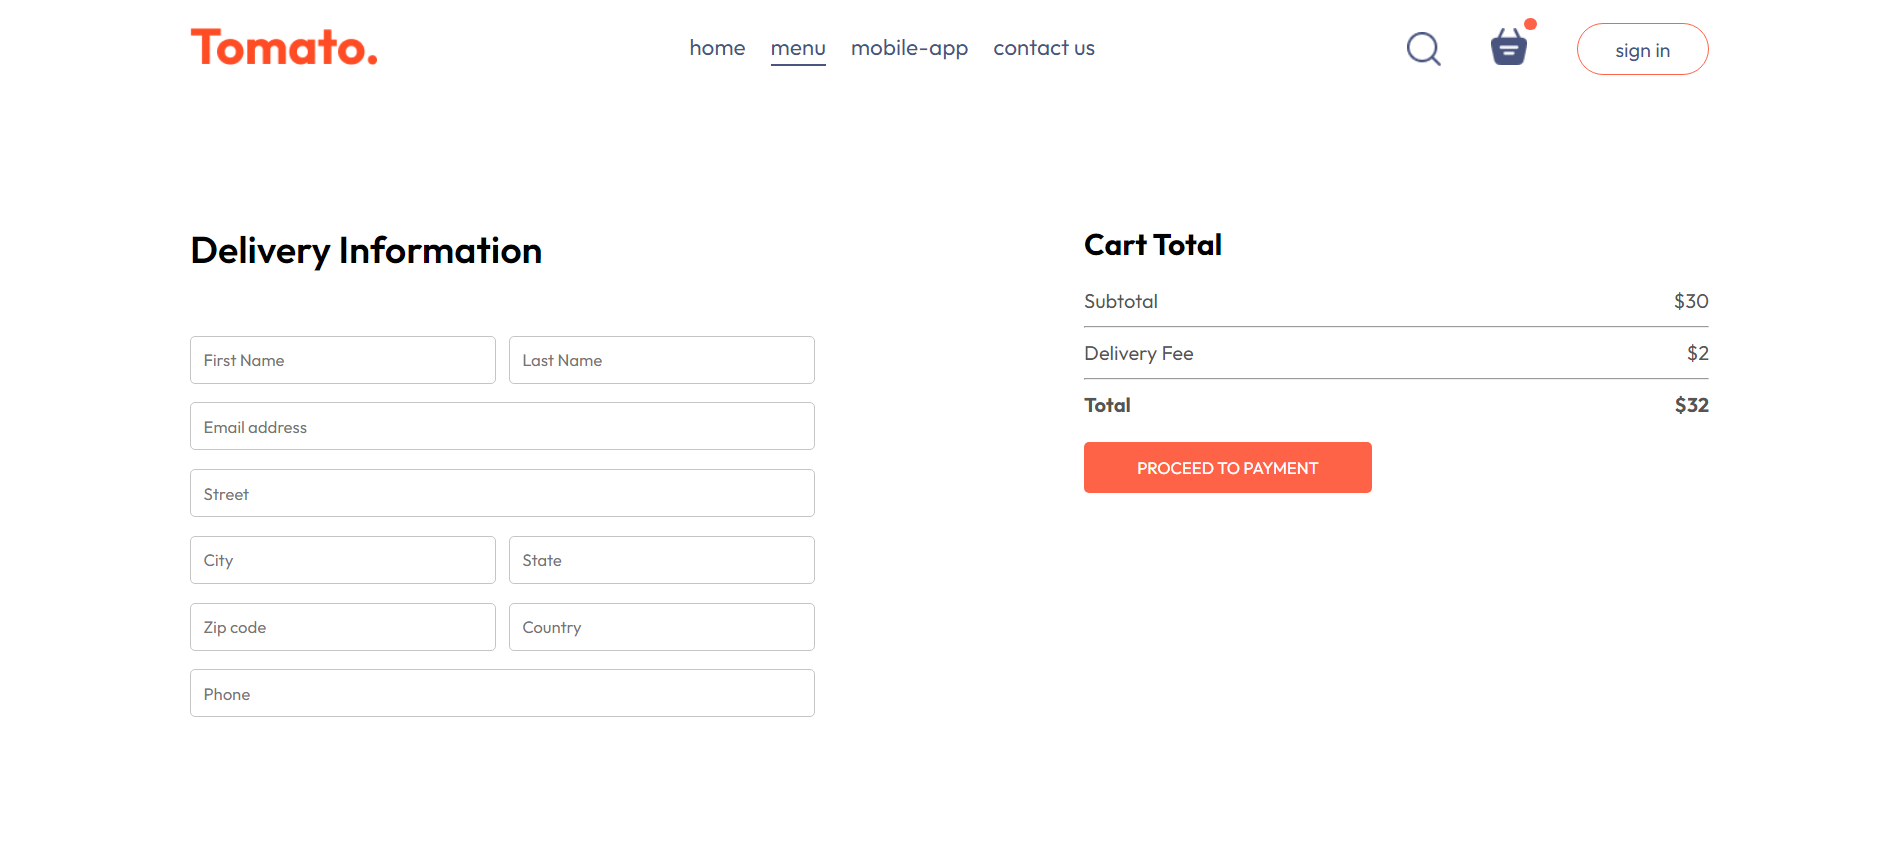 Tomato.
home menu mobile-app contact us
sign in
Delivery Information
First Name Last Name
Email address
Street
City State
Zip code Country
Phone
Cart Total
Subtotal $30
Delivery Fee $2
Total $32
PROCEED TO PAYMENT